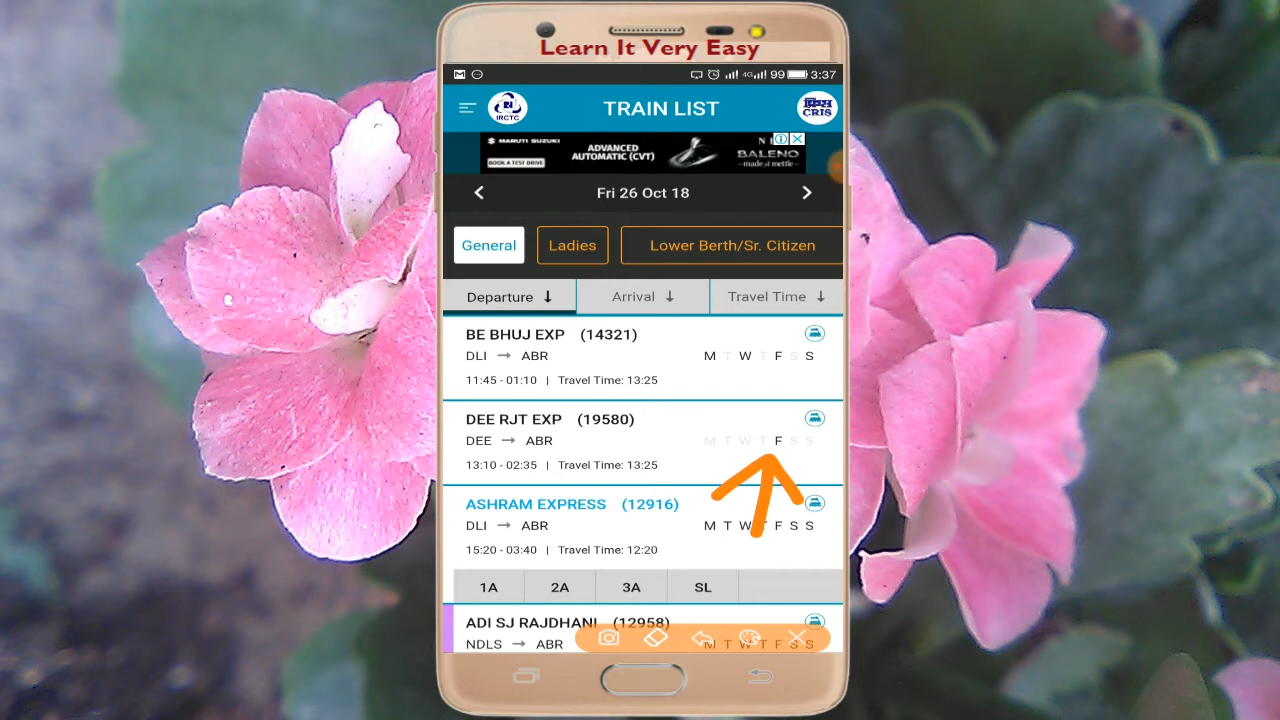 Learn It Very Easy
4G 99 3:37
IRCTC
TRAIN LIST
CRIS
MARUTI SUZUKI
BOOK A TEST DRIVE
ADVANCED
AUTOMATIC (CVT)
BALENO
made of mettle
Fri 26 Oct 18
General
Ladies
Lower Berth/Sr. Citizen
Departure ↓
Arrival ↓
Travel Time ↓
BE BHUJ EXP (14321)
DLI → ABR
M T W T F S S
11:45 - 01:10 | Travel Time: 13:25
DEE RJT EXP (19580)
DEE → ABR
M T W T F S S
13:10 - 02:35 | Travel Time: 13:25
ASHRAM EXPRESS (12916)
DLI → ABR
M T W T F S S
15:20 - 03:40 | Travel Time: 12:20
1A
2A
3A
SL
ADI SJ RAJDHANI (12958)
NDLS → ABR
M T W T F S S